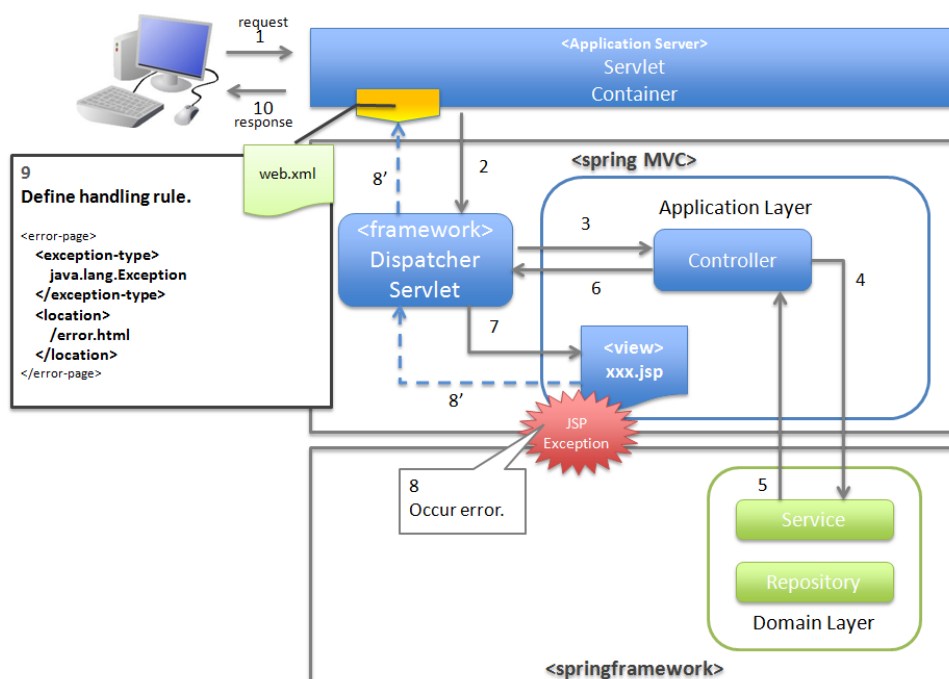 request
1
10
response
<Application Server>
Servlet
Container
9
Define handling rule.
<error-page>
<exception-type>
java.lang.Exception
</exception-type>
<location>
/error.html
</location>
</error-page>
web.xml
8’
2
<spring MVC>
<framework>
Dispatcher
Servlet
3
6
Application Layer
Controller
4
7
<view>
xxx.jsp
8’
JSP
Exception
8
Occur error.
5
Service
Repository
Domain Layer
<springframework>